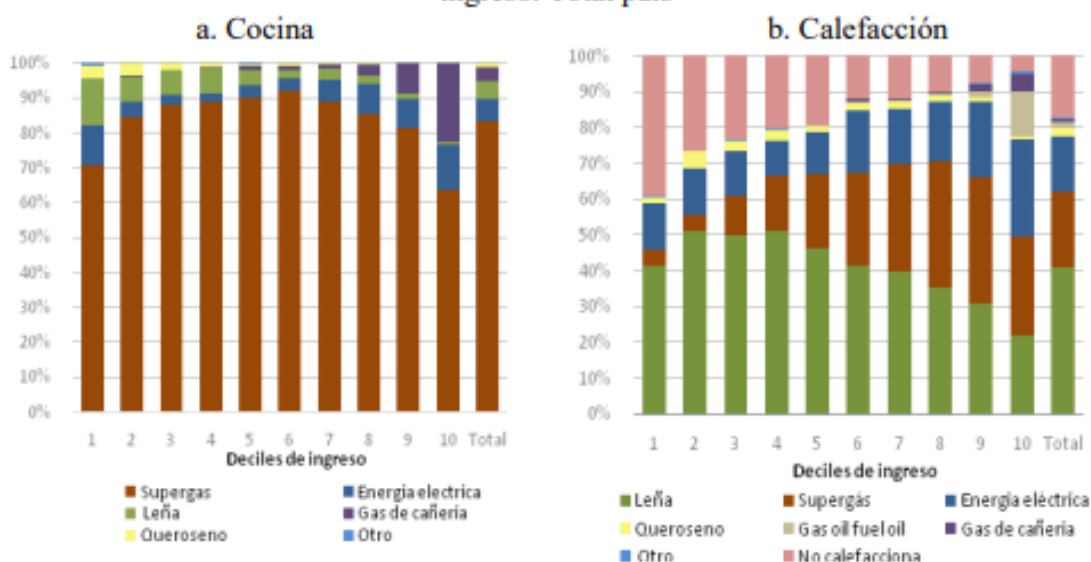 a. Cocina
100%
90%
80%
70%
60%
50%
40%
30%
20%
10%
0%
1 2 3 4 5 6 7 8 9 10 Total
Deciles de ingreso
Supergas
Energia electrica
Leña
Gas de cañeria
Queroseno
Otro
b. Calefacción
100%
90%
80%
70%
60%
50%
40%
30%
20%
10%
0%
1 2 3 4 5 6 7 8 9 10 Total
Deciles de ingreso
Leña
Supergás
Energia eléctrica
Queroseno
Gas oil fuel oil
Gas de cañeria
Otro
No calefacciona